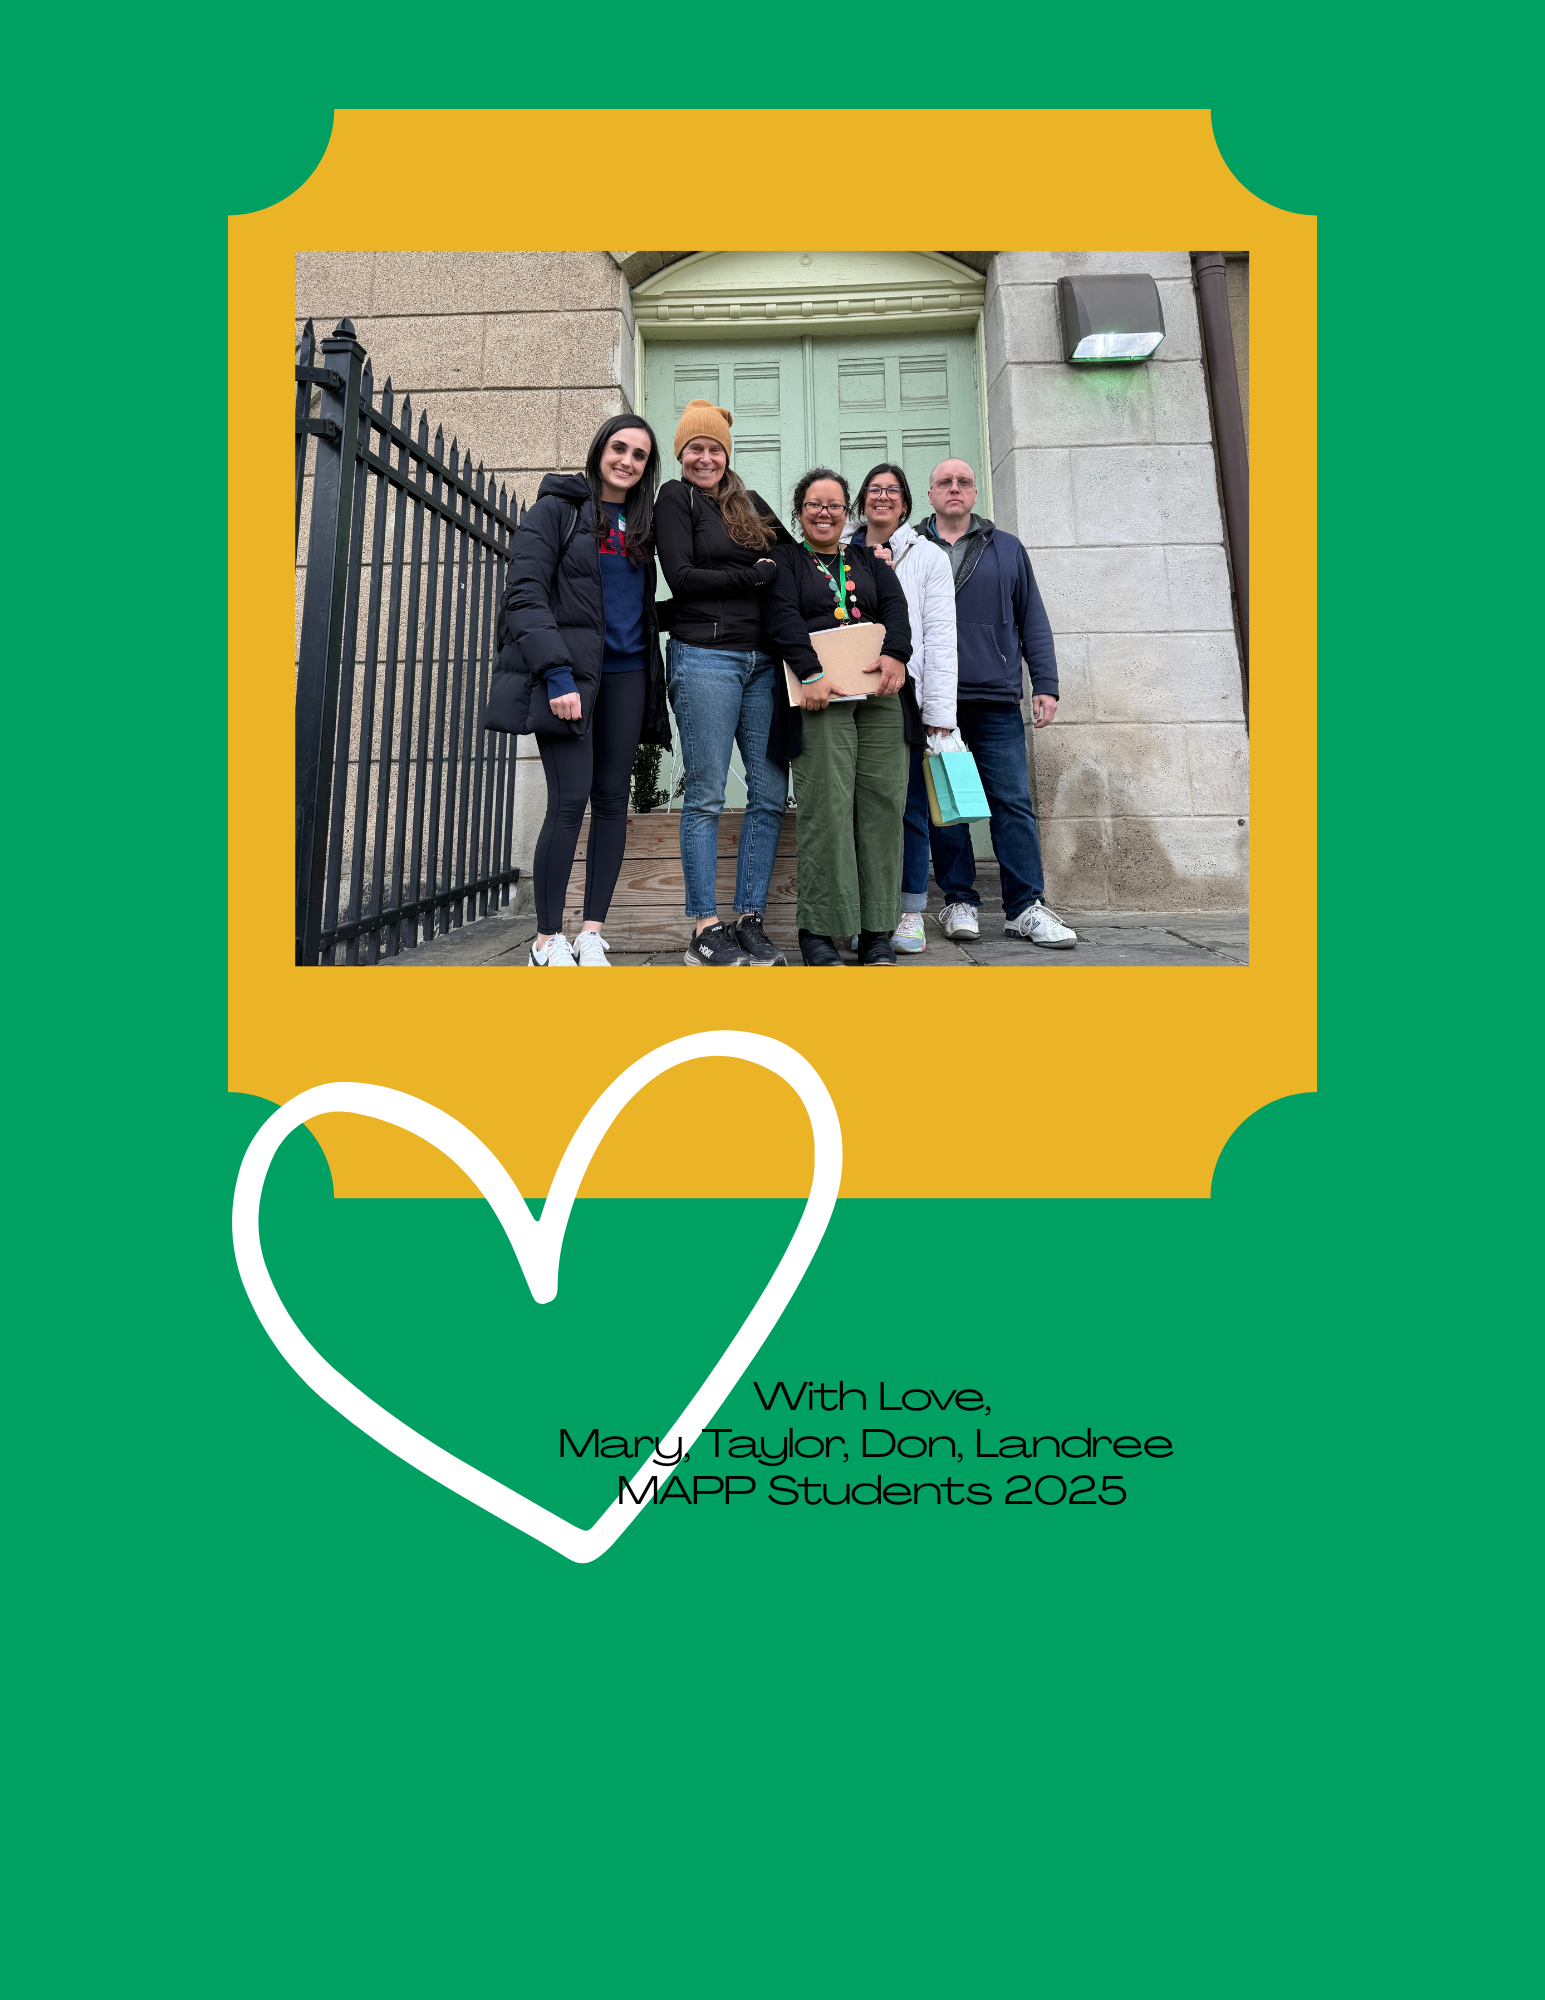 With Love,
Mary, Taylor, Don, Landree
MAPP Students 2025